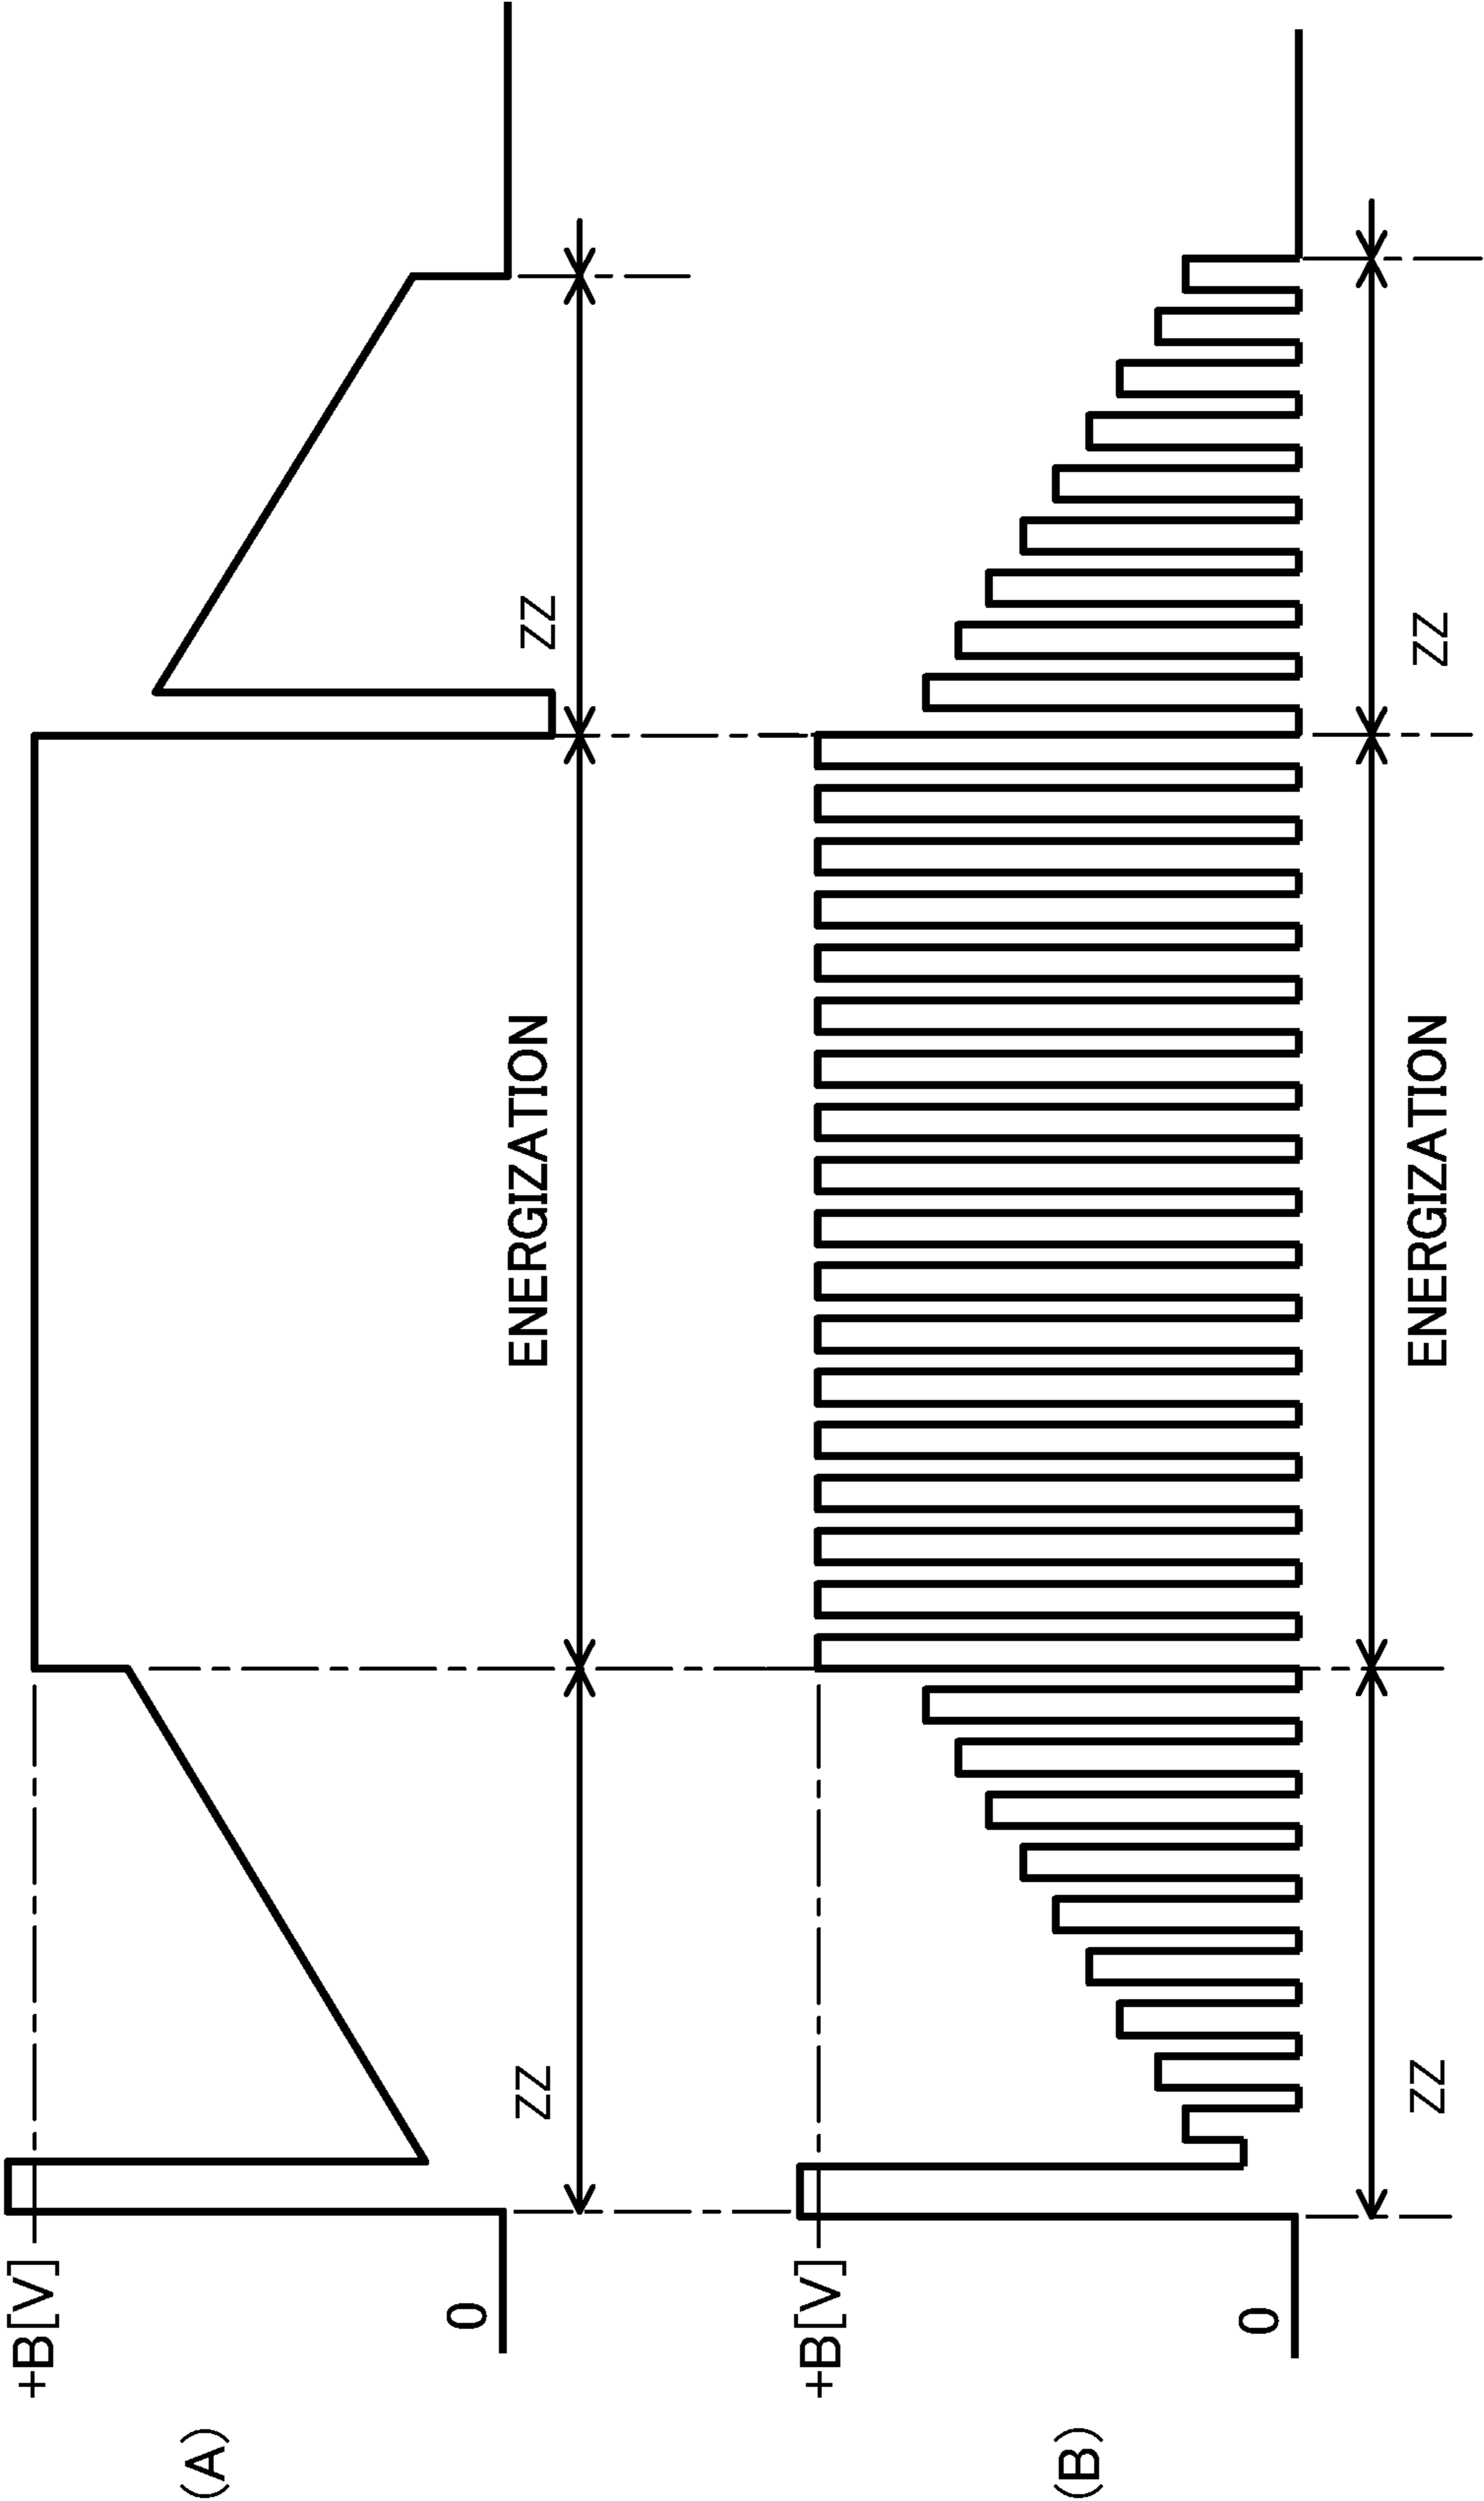 (A)
+B[V]
0
ZZ
ENERGIZATION
ZZ
(B)
+B[V]
0
ZZ
ENERGIZATION
ZZ